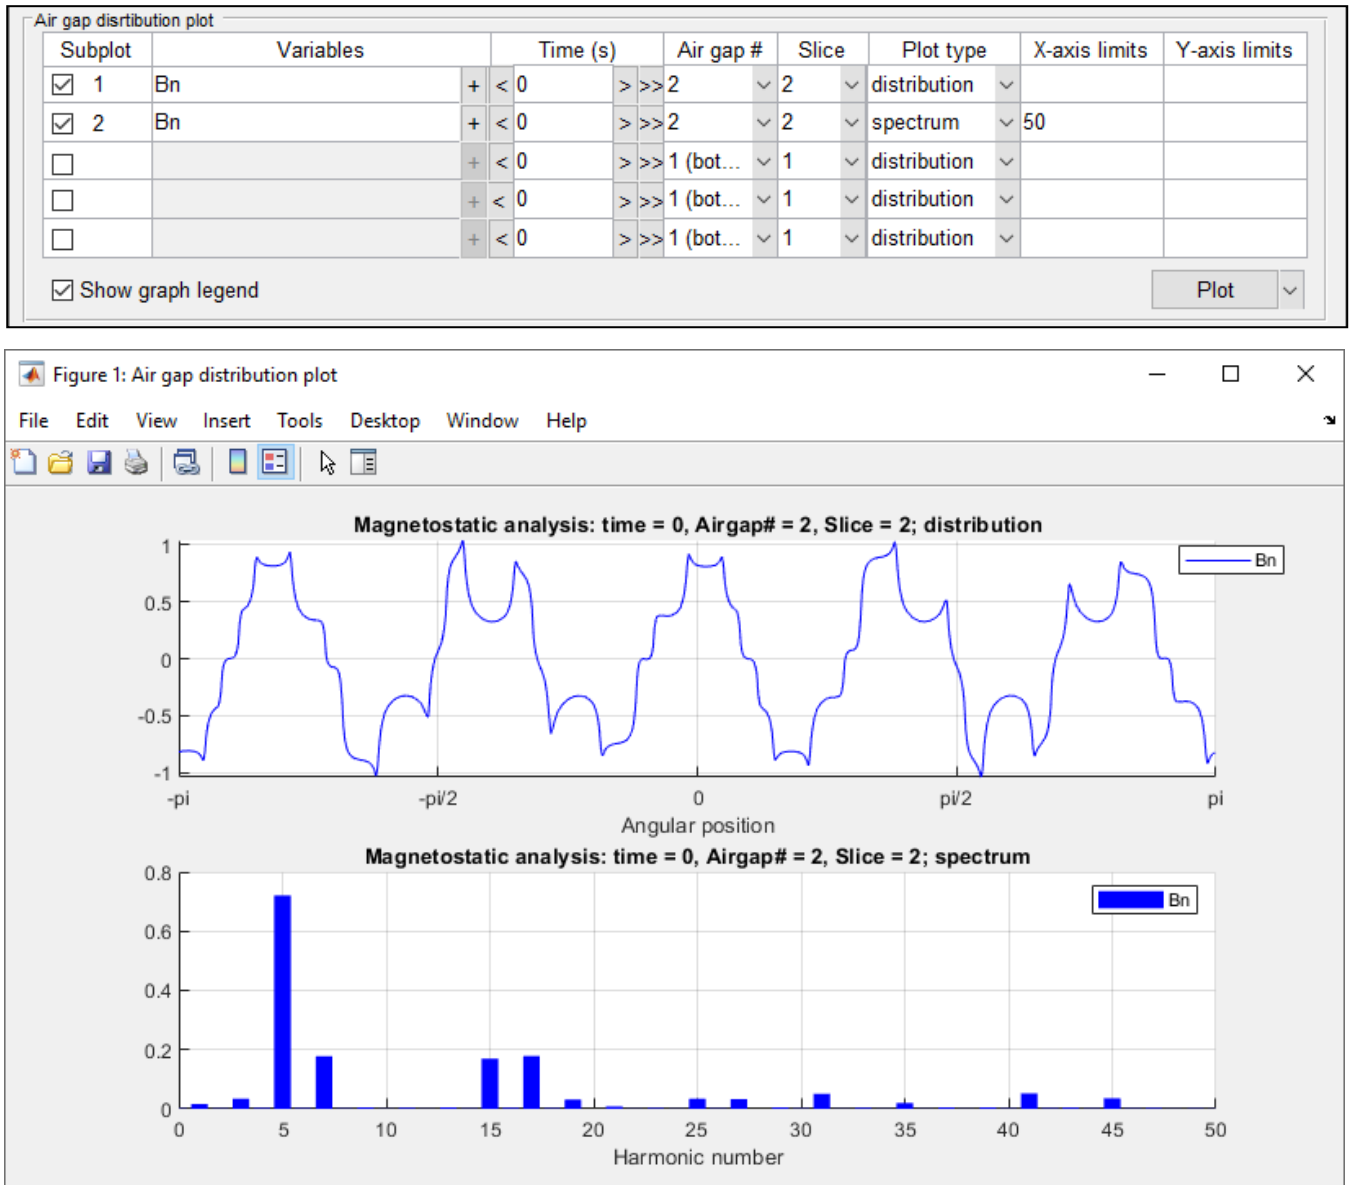 Air gap disrtibution plot
Subplot Variables Time (s) Air gap # Slice Plot type X-axis limits Y-axis limits
1 Bn + < 0 > >> 2 2 distribution
2 Bn + < 0 > >> 2 2 spectrum 50
+ < 0 > >> 1 (bot... 1 distribution
+ < 0 > >> 1 (bot... 1 distribution
+ < 0 > >> 1 (bot... 1 distribution
Show graph legend Plot
Figure 1: Air gap distribution plot
File Edit View Insert Tools Desktop Window Help
Magnetostatic analysis: time = 0, Airgap# = 2, Slice = 2; distribution
1
Bn
0.5
0
-0.5
-1
-pi -pi/2 0 pi/2 pi
Angular position
Magnetostatic analysis: time = 0, Airgap# = 2, Slice = 2; spectrum
0.8
Bn
0.6
0.4
0.2
0
0 5 10 15 20 25 30 35 40 45 50
Harmonic number